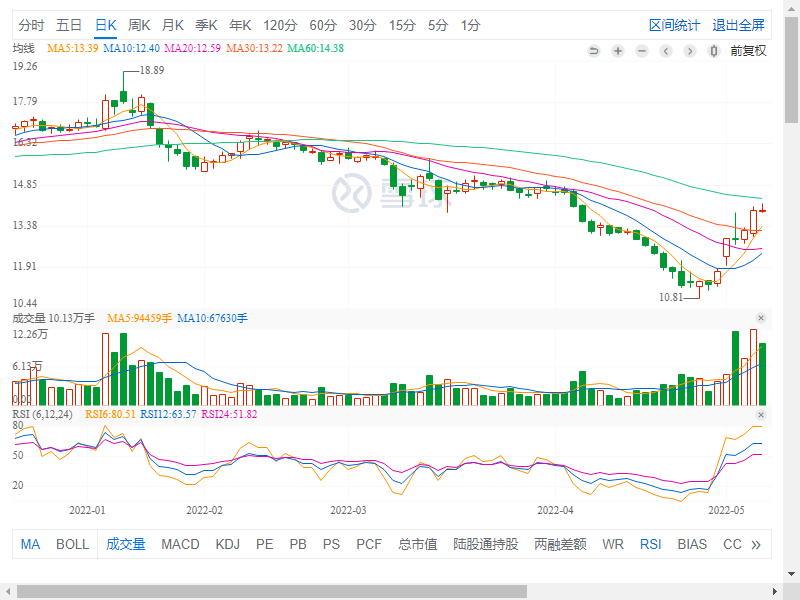 分时 五日 日K 周K 月K 季K 年K 120分 60分 30分 15分 5分 1分 区间统计 退出全屏
均线 MA5:13.39 MA10:12.40 MA20:12.59 MA30:13.22 MA60:14.38 前复权
19.26
18.89
17.79
16.32
14.85
雪球
13.38
11.91
10.81
10.44
成交量 10.13万手 MA5:94459手 MA10:67630手
12.26万
6.13万
0.00
RSI (6,12,24) RSI6:80.51 RSI12:63.57 RSI24:51.82
80
50
20
2022-01 2022-02 2022-03 2022-04 2022-05
MA BOLL 成交量 MACD KDJ PE PB PS PCF 总市值 陆股通持股 两融差额 WR RSI BIAS CC »